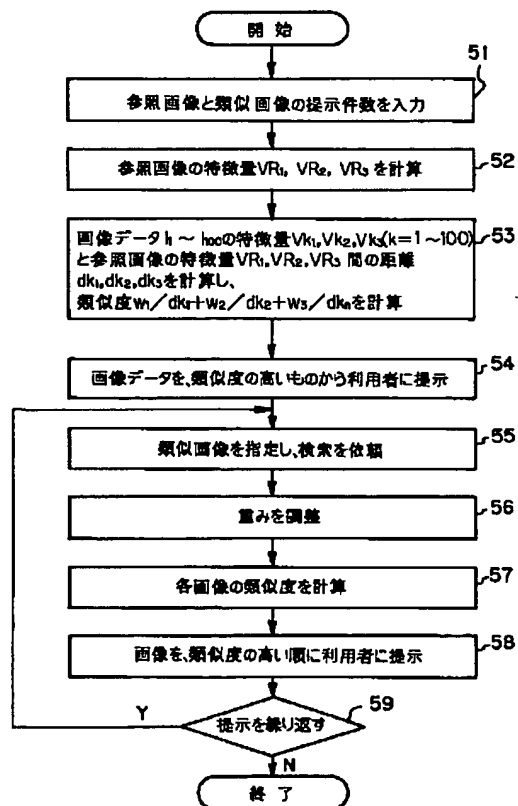 開始
51
参照画像と類似画像の提示件数を入力
52
参照画像の特徴量VR₁, VR₂, VR₃ を計算
53
画像データI₁ ～ I₁₀₀の特徴量Vk₁,Vk₂,Vk₃(k=1～100)
と参照画像の特徴量VR₁,VR₂,VR₃ 間の距離
dk₁,dk₂,dk₃を計算し、
類似度w₁／dk₁+w₂／dk₂+w₃／dkₙを計算
54
画像データを、類似度の高いものから利用者に提示
55
類似画像を指定し、検索を依頼
56
重みを調整
57
各画像の類似度を計算
58
画像を、類似度の高い順に利用者に提示
59
Y
提示を繰り返す
N
終了